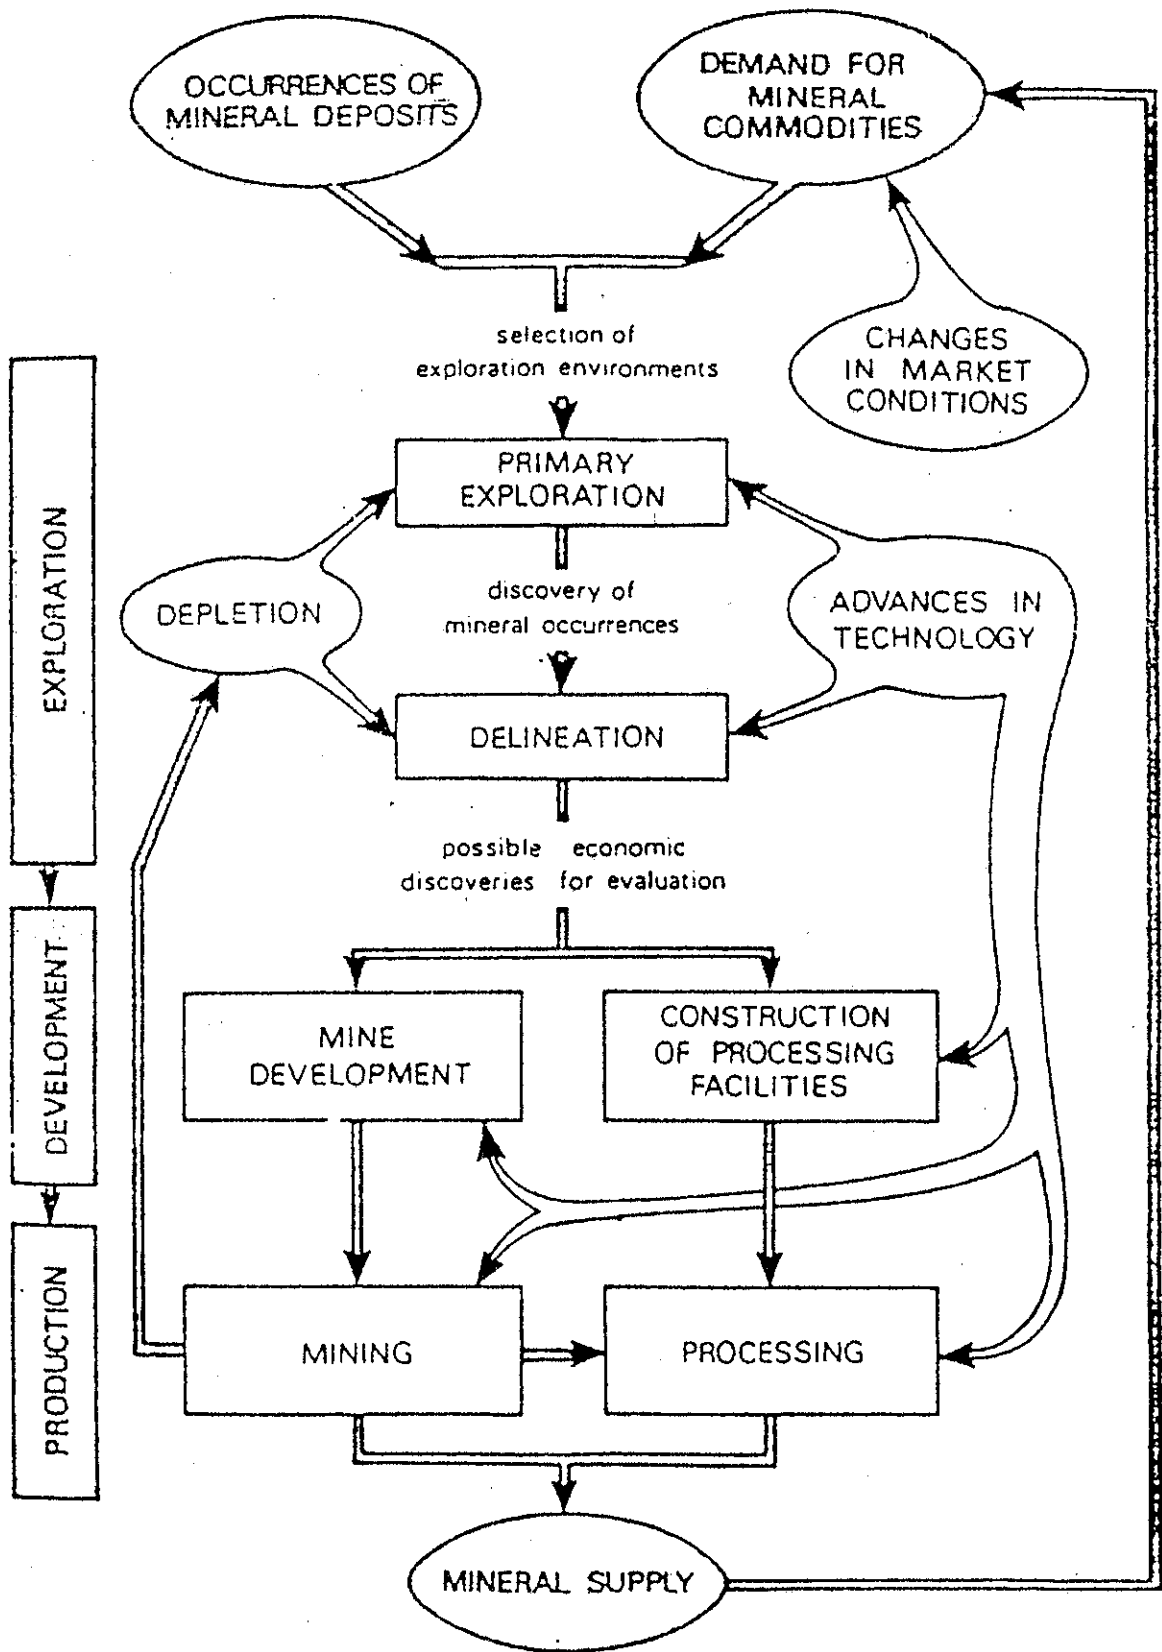 OCCURRENCES OF
MINERAL DEPOSITS
DEMAND FOR
MINERAL
COMMODITIES
selection of
exploration environments
CHANGES
IN MARKET
CONDITIONS
PRIMARY
EXPLORATION
EXPLORATION
DEPLETION
discovery of
mineral occurrences
ADVANCES IN
TECHNOLOGY
DELINEATION
possible economic
discoveries for evaluation
DEVELOPMENT
MINE
DEVELOPMENT
CONSTRUCTION
OF PROCESSING
FACILITIES
PRODUCTION
MINING
PROCESSING
MINERAL SUPPLY